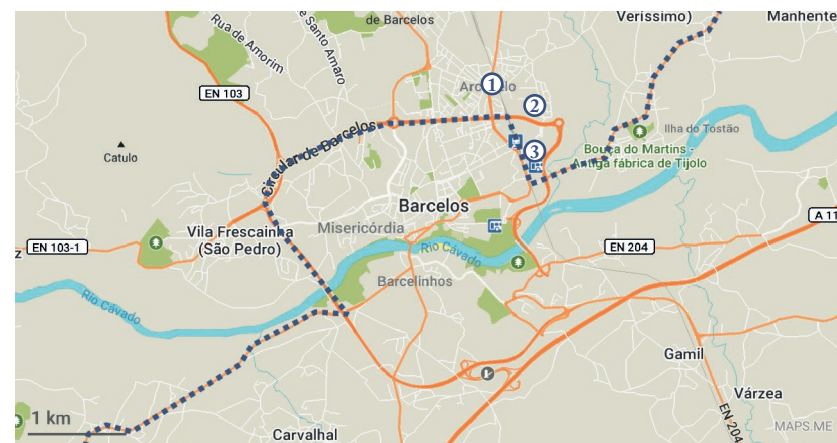 de Barcelos
Veríssimo)
Manhente
Rua de Amorim
de Santo Amaro
EN 103
1
2
3
Circular de Barcelos
Catulo
Ilha do Tostão
Bouça do Martins -
Antiga fábrica de Tijolo
Barcelos
Misericórdia
Vila Frescainha
(São Pedro)
EN 103-1
Rio Cávado
EN 204
A 11
Rio Cávado
Barcelinhos
Gamil
Várzea
EN 204
1 km
Carvalhal
MAPS.ME